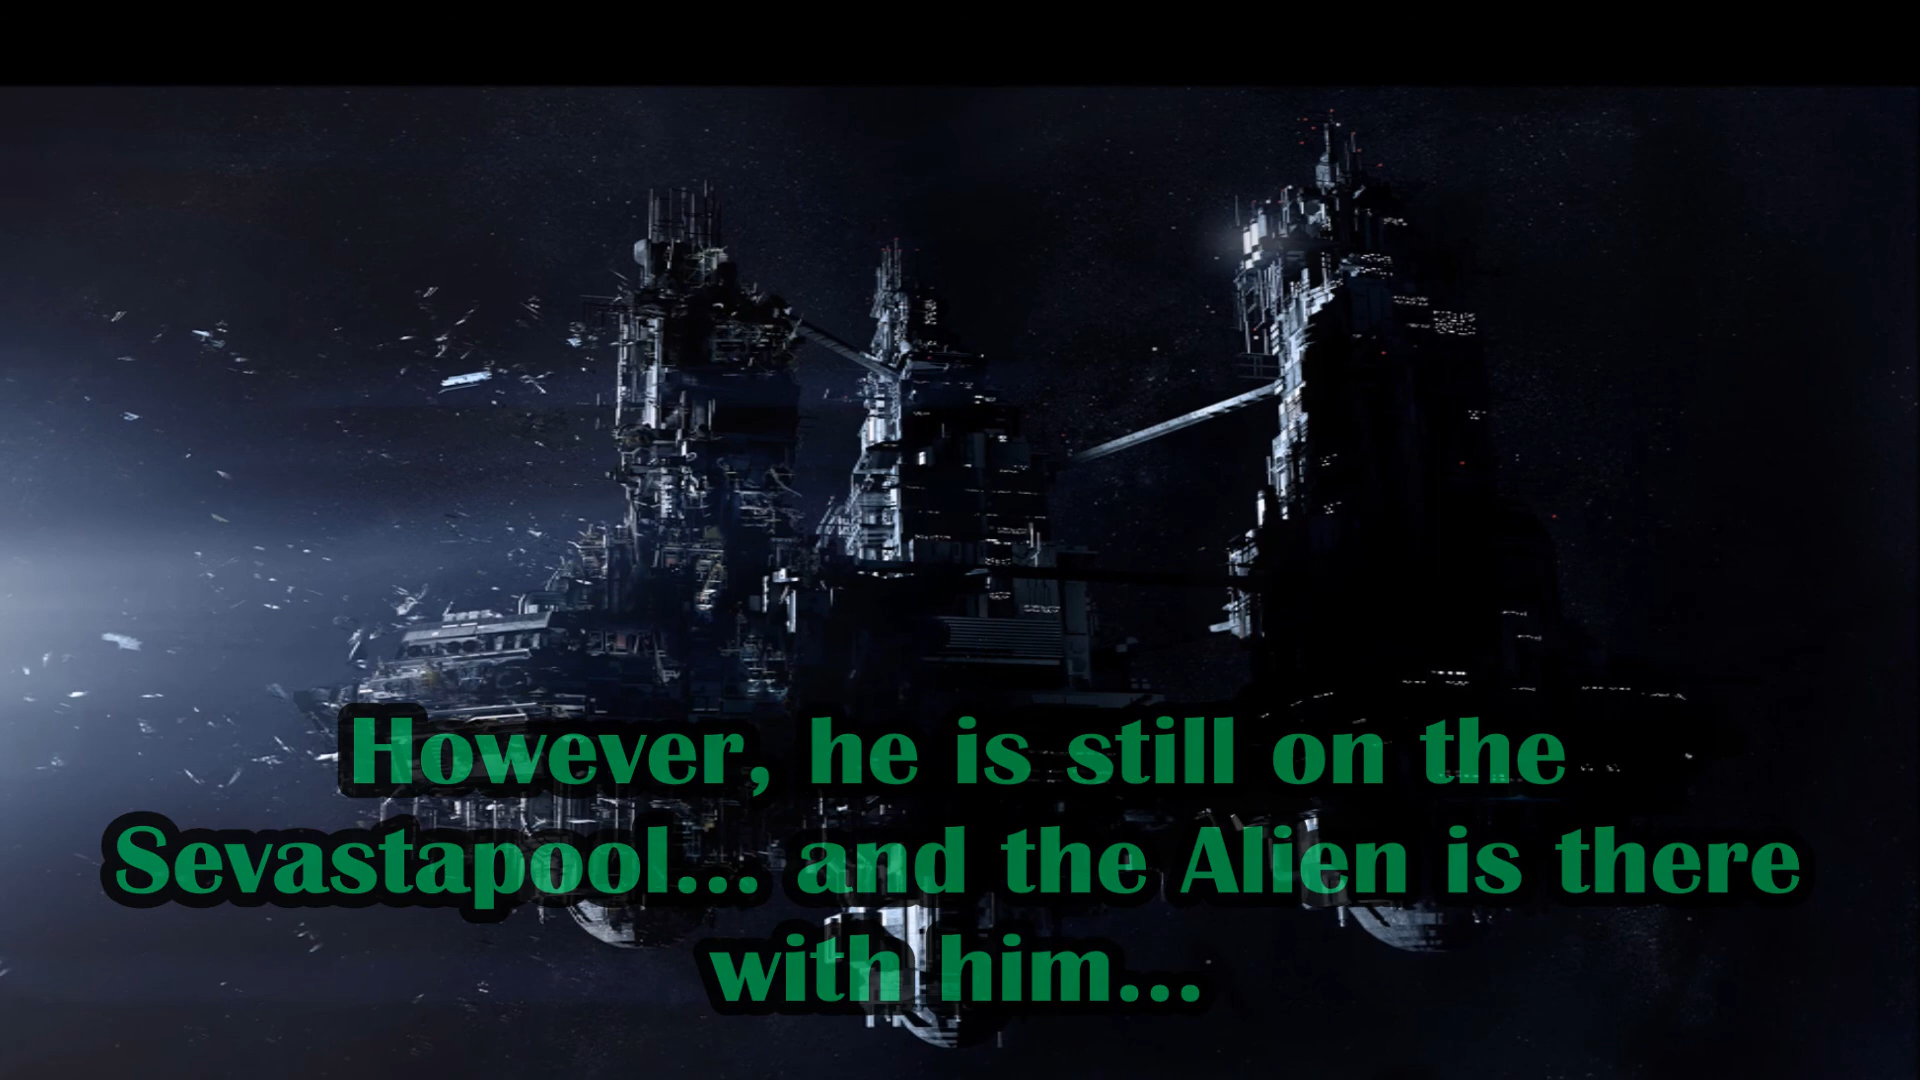 However, he is still on the
Sevastapool... and the Alien is there
with him...